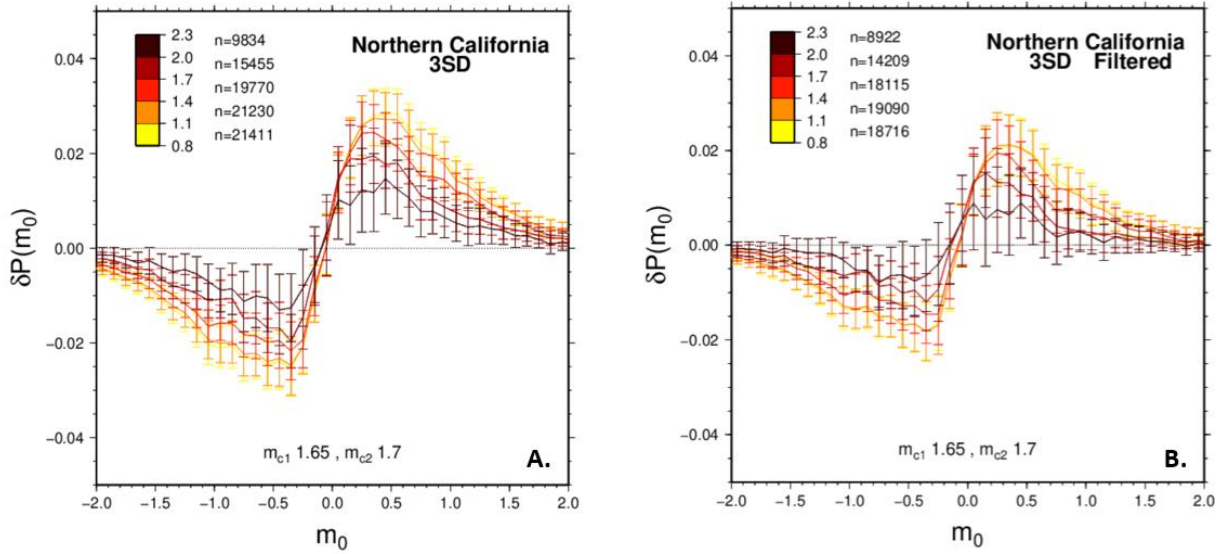 Northern California
3SD
2.3
2.0
1.7
1.4
1.1
0.8
n=9834
n=15455
n=19770
n=21230
n=21411
0.04
0.02
0.00
−0.02
−0.04
δP(m0)
mc1 1.65 , mc2 1.7
A.
-2.0 -1.5 -1.0 -0.5 0.0 0.5 1.0 1.5 2.0
m0
Northern California
3SD Filtered
2.3
2.0
1.7
1.4
1.1
0.8
n=8922
n=14209
n=18115
n=19090
n=18716
0.04
0.02
0.00
−0.02
−0.04
δP(m0)
mc1 1.65 , mc2 1.7
B.
-2.0 -1.5 -1.0 -0.5 0.0 0.5 1.0 1.5 2.0
m0